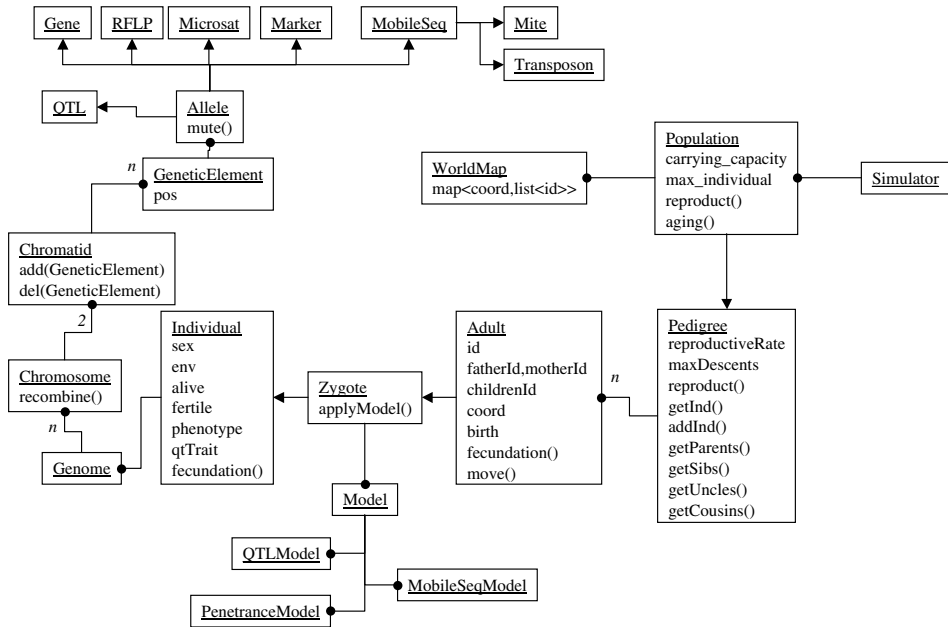 Gene
RFLP
Microsat
Marker
MobileSeq
Mite
Transposon
QTL
Allele
mute()
n
GeneticElement
pos
WorldMap
map<coord,list<id>>
Population
carrying_capacity
max_individual
reproduct()
aging()
Simulator
Chromatid
add(GeneticElement)
del(GeneticElement)
2
Chromosome
recombine()
n
Genome
Individual
sex
env
alive
fertile
phenotype
qtTrait
fecundation()
Zygote
applyModel()
Adult
id
fatherId,motherId
childrenId
coord
birth
fecundation()
move()
n
Pedigree
reproductiveRate
maxDescents
reproduct()
getInd()
addInd()
getParents()
getSibs()
getUncles()
getCousins()
Model
QTLModel
MobileSeqModel
PenetranceModel